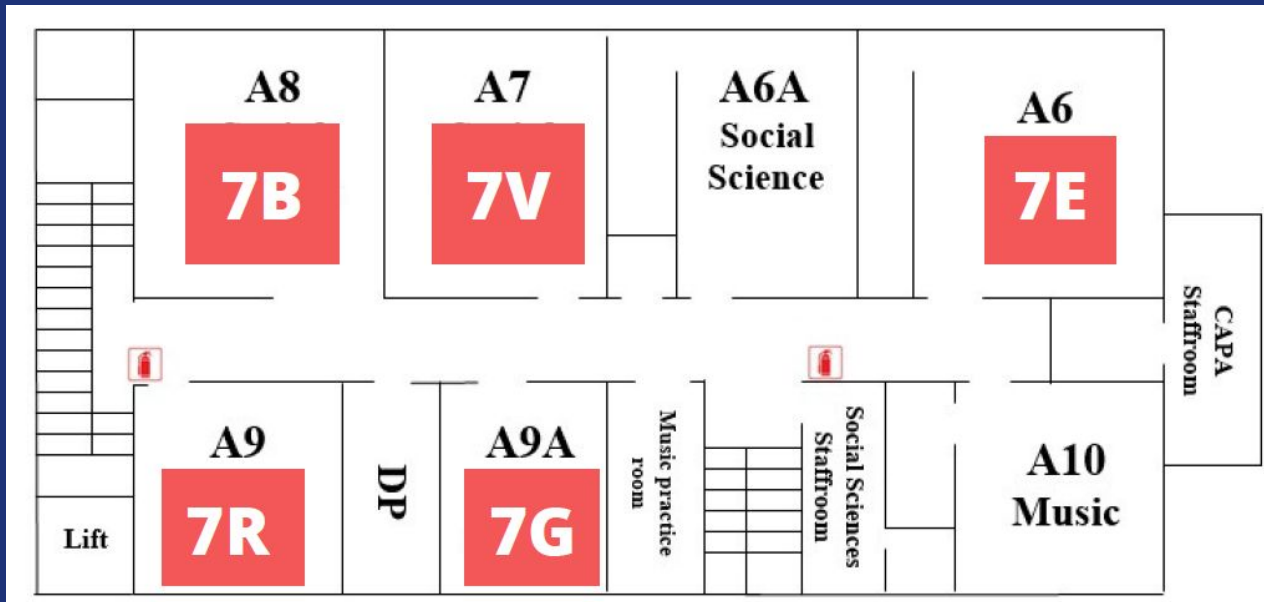 A8
7B
A7
7V
A6A
Social
Science
A6
7E
CAPA
Staffroom
A9
7R
DP
A9A
7G
Music practice
room
Social Sciences
Staffroom
A10
Music
Lift